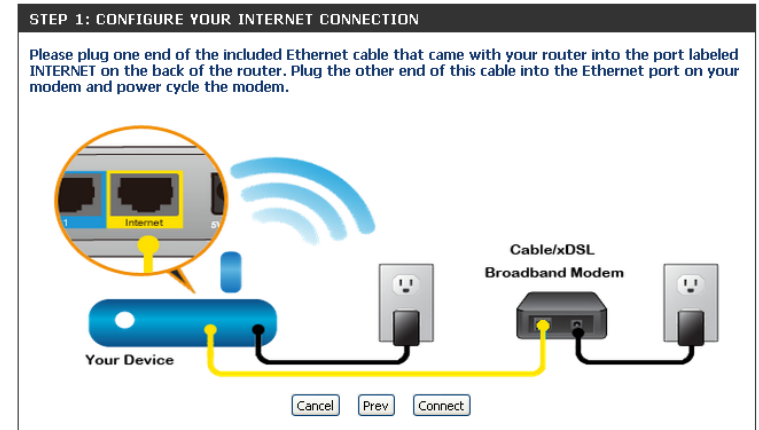 STEP 1: CONFIGURE YOUR INTERNET CONNECTION
Please plug one end of the included Ethernet cable that came with your router into the port labeled
INTERNET on the back of the router. Plug the other end of this cable into the Ethernet port on your
modem and power cycle the modem.
1
Internet
5V
Cable/xDSL
Broadband Modem
Your Device
Cancel
Prev
Connect